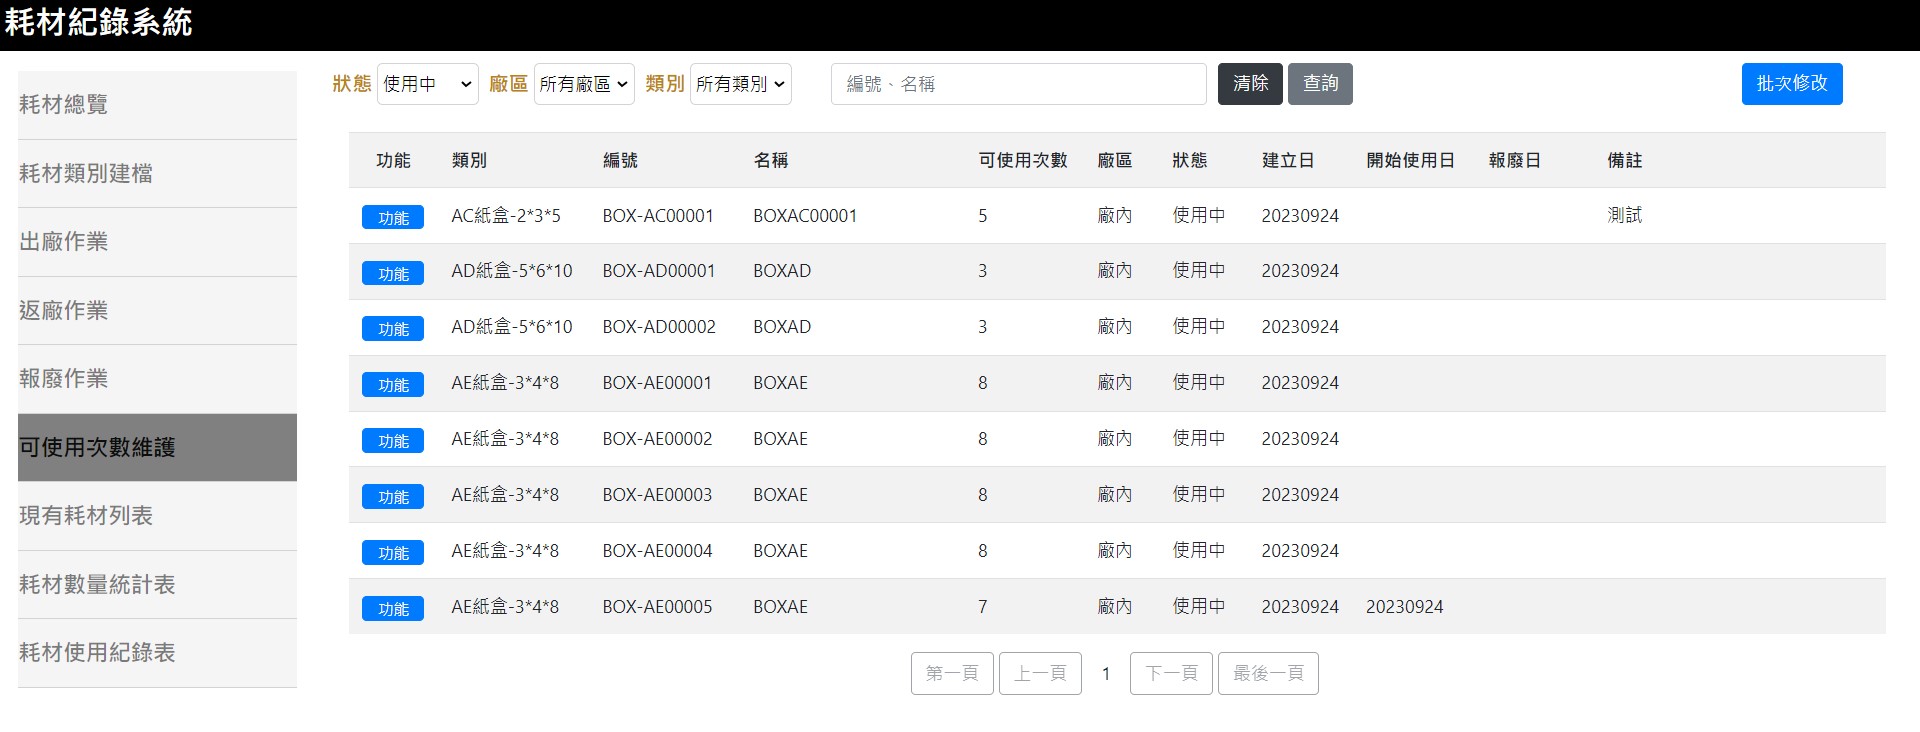 耗材紀錄系統
耗材總覽
耗材類別建檔
出廠作業
返廠作業
報廢作業
可使用次數維護
現有耗材列表
耗材數量統計表
耗材使用紀錄表
狀態 使用中 廠區 所有廠區 類別 所有類別 編號、名稱 清除 查詢 批次修改
功能 類別 編號 名稱 可使用次數 廠區 狀態 建立日 開始使用日 報廢日 備註
功能 AC紙盒-2*3*5 BOX-AC00001 BOXAC00001 5 廠內 使用中 20230924 測試
功能 AD紙盒-5*6*10 BOX-AD00001 BOXAD 3 廠內 使用中 20230924
功能 AD紙盒-5*6*10 BOX-AD00002 BOXAD 3 廠內 使用中 20230924
功能 AE紙盒-3*4*8 BOX-AE00001 BOXAE 8 廠內 使用中 20230924
功能 AE紙盒-3*4*8 BOX-AE00002 BOXAE 8 廠內 使用中 20230924
功能 AE紙盒-3*4*8 BOX-AE00003 BOXAE 8 廠內 使用中 20230924
功能 AE紙盒-3*4*8 BOX-AE00004 BOXAE 8 廠內 使用中 20230924
功能 AE紙盒-3*4*8 BOX-AE00005 BOXAE 7 廠內 使用中 20230924 20230924
第一頁 上一頁 1 下一頁 最後一頁